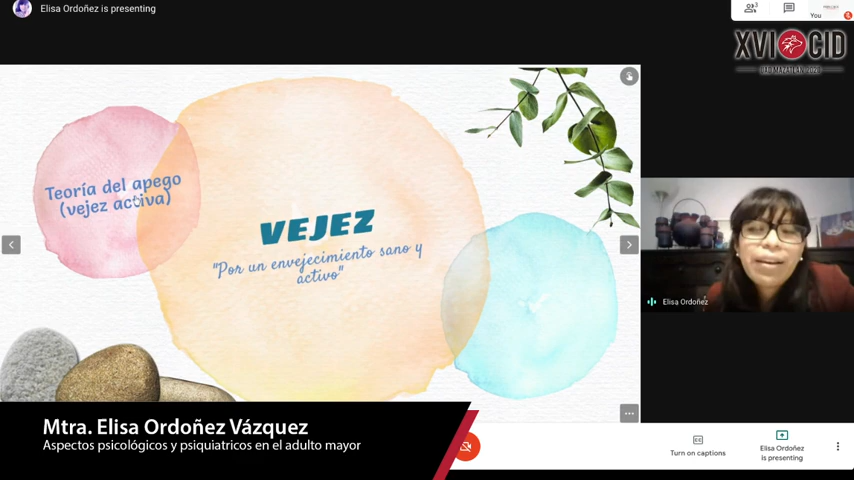 Elisa Ordoñez is presenting
3
You
XVI CID
Teoría del apego
(vejez activa)
VEJEZ
"Por un envejecimiento sano y
activo"
Elisa Ordoñez
Mtra. Elisa Ordoñez Vázquez
Aspectos psicológicos y psiquiatricos en el adulto mayor
Turn on captions
Elisa Ordoñez
is presenting